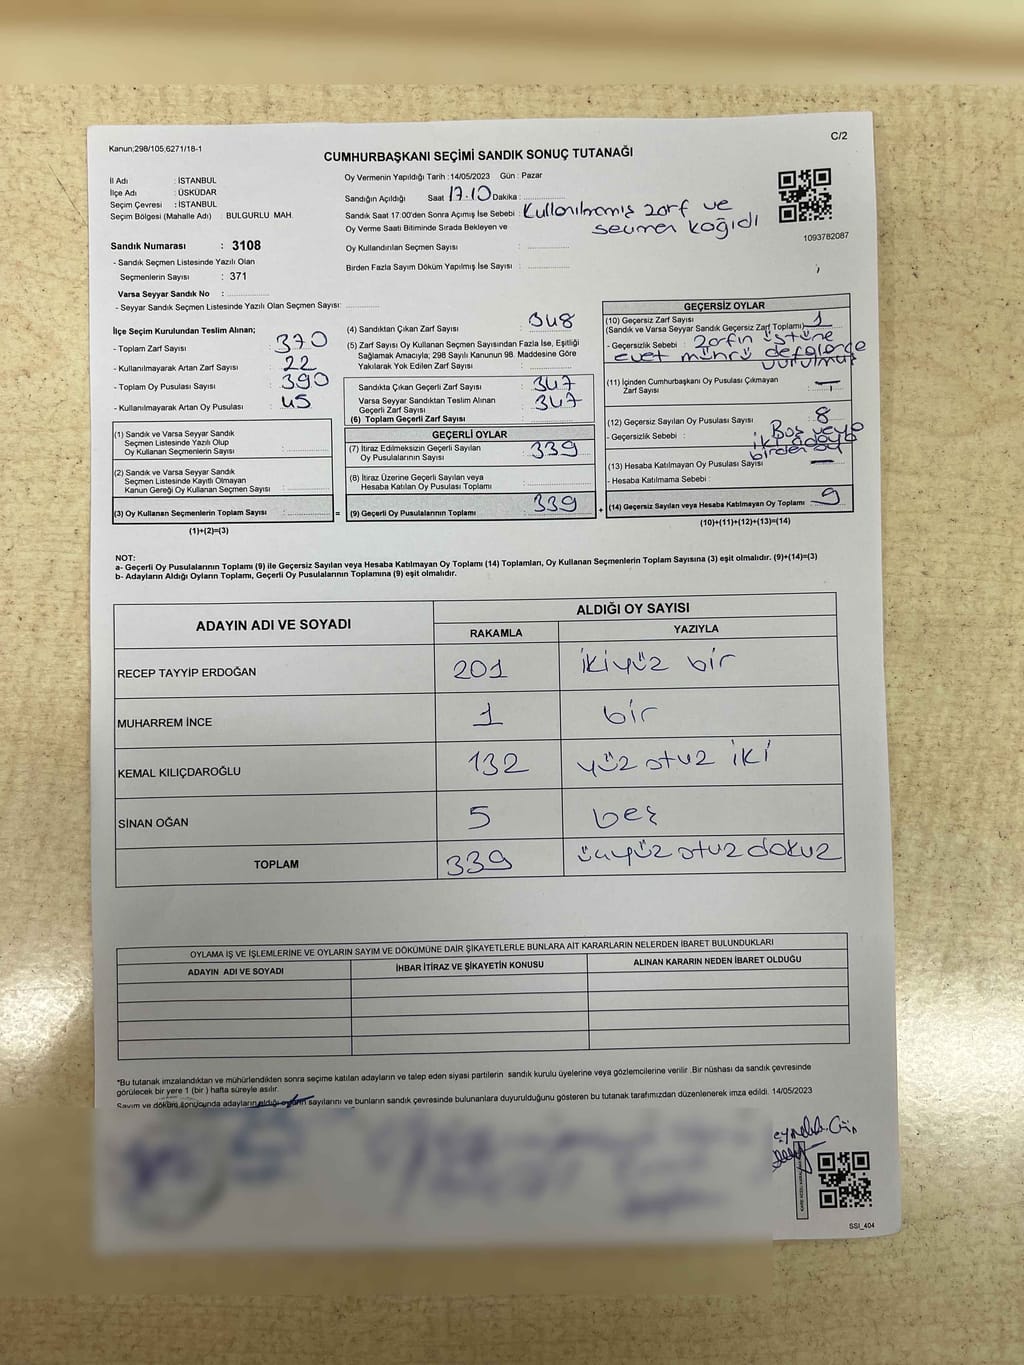 C/2
Kanun;298/105,6271/18-1
CUMHURBAŞKANI SEÇİMİ SANDIK SONUÇ TUTANAĞI
İl Adı : İSTANBUL
İlçe Adı : ÜSKÜDAR
Seçim Çevresi : İSTANBUL
Seçim Bölgesi (Mahalle Adı) : BULGURLU MAH.
Sandık Numarası : 3108
- Sandık Seçmen Listesinde Yazılı Olan
Seçmenlerin Sayısı : 371
Varsa Seyyar Sandık No : ....................
- Seyyar Sandık Seçmen Listesinde Yazılı Olan Seçmen Sayısı: ................
Oy Vermenin Yapıldığı Tarih :14/05/2023 Gün : Pazar
Sandığın Açıldığı Saat 17.10 Dakika : ....................
Sandık Saat 17:00'den Sonra Açımış İse Sebebi : Kullanılmamış zarf ve
Oy Verme Saati Bitiminde Sırada Bekleyen ve seçmen kağıdı
Oy Kullandırılan Seçmen Sayısı : ................
Birden Fazla Sayım Döküm Yapılmış İse Sayısı : ................
1093782087
İlçe Seçim Kurulundan Teslim Alınan;
- Toplam Zarf Sayısı : 370
- Kullanılmayarak Artan Zarf Sayısı : 22
- Toplam Oy Pusulası Sayısı : 390
- Kullanılmayarak Artan Oy Pusulası : 45
(1) Sandık ve Varsa Seyyar Sandık
Seçmen Listesinde Yazılı Olup
Oy Kullanan Seçmenlerin Sayısı : ................
(2) Sandık ve Varsa Seyyar Sandık
Seçmen Listesinde Kayıtlı Olmayan
Kanun Gereği Oy Kullanan Seçmen Sayısı : ................
(3) Oy Kullanan Seçmenlerin Toplam Sayısı : ................ =
(1)+(2)=(3)
(4) Sandıktan Çıkan Zarf Sayısı : 348
(5) Zarf Sayısı Oy Kullanan Seçmen Sayısından Fazla İse, Eşitliği
Sağlamak Amacıyla; 298 Sayılı Kanunun 98. Maddesine Göre
Yakılarak Yok Edilen Zarf Sayısı : ................
Sandıkta Çıkan Geçerli Zarf Sayısı : 347
Varsa Seyyar Sandıktan Teslim Alınan
Geçerli Zarf Sayısı : 347
(6) Toplam Geçerli Zarf Sayısı
GEÇERLİ OYLAR
(7) İtiraz Edilmeksizin Geçerli Sayılan
Oy Pusulalarının Sayısı : 339
(8) İtiraz Üzerine Geçerli Sayılan veya
Hesaba Katılan Oy Pusulası Toplamı : ................
(9) Geçerli Oy Pusulalarının Toplamı : 339 +
GEÇERSİZ OYLAR
(10) Geçersiz Zarf Sayısı
(Sandık ve Varsa Seyyar Sandık Geçersiz Zarf Toplamı) 1
- Geçersizlik Sebebi : zarfın üstüne
evet mührü defalarca
vurulmuş
(11) İçinden Cumhurbaşkanı Oy Pusulası Çıkmayan
Zarf Sayısı : —
(12) Geçersiz Sayılan Oy Pusulası Sayısı : 8
- Geçersizlik Sebebi : Boş veya
iki adaya
birden oy
(13) Hesaba Katılmayan Oy Pusulası Sayısı : —
- Hesaba Katılmama Sebebi :
(14) Geçersiz Sayılan veya Hesaba Katılmayan Oy Toplamı : 9
(10)+(11)+(12)+(13)=(14)
NOT:
a- Geçerli Oy Pusulasının Toplamı (9) ile Geçersiz Sayılan veya Hesaba Katılmayan Oy Toplamı (14) Toplamları, Oy Kullanan Seçmenlerin Toplam Sayısına (3) eşit olmalıdır. (9)+(14)=(3)
b- Adayların Aldığı Oyların Toplamı, Geçerli Oy Pusulalarının Toplamına (9) eşit olmalıdır.
ADAYIN ADI VE SOYADI ALDIĞI OY SAYISI
RAKAMLA YAZIYLA
RECEP TAYYİP ERDOĞAN 201 ikiyüz bir
MUHARREM İNCE 1 bir
KEMAL KILIÇDAROĞLU 132 yüz otuz iki
SİNAN OĞAN 5 beş
TOPLAM 339 üçyüz otuz dokuz
OYLAMA İŞ VE İŞLEMLERİNE VE OYLARIN SAYIM VE DÖKÜMÜNE DAİR ŞİKAYETLERLE BUNLARA AİT KARARLARIN NELERDEN İBARET BULUNDUKLARI
ADAYIN ADI VE SOYADI İHBAR İTİRAZ VE ŞİKAYETİN KONUSU ALINAN KARARIN NEDEN İBARET OLDUĞU
*Bu tutanak imzalandıktan ve mühürlendikten sonra seçime katılan adayların ve talep eden siyasi partilerin sandık kurulu üyelerine veya gözlemcilerine verilir .Bir nüshası da sandık çevresinde
görülecek bir yere 1 (bir ) hafta süreyle asılır.
Sayım ve döküm sonucunda adayların aldığı oyların sayılarını ve bunların sandık çevresinde bulunanlara duyurulduğunu gösteren bu tutanak tarafımızdan düzenlenerek imza edildi. 14/05/2023
SSI_404